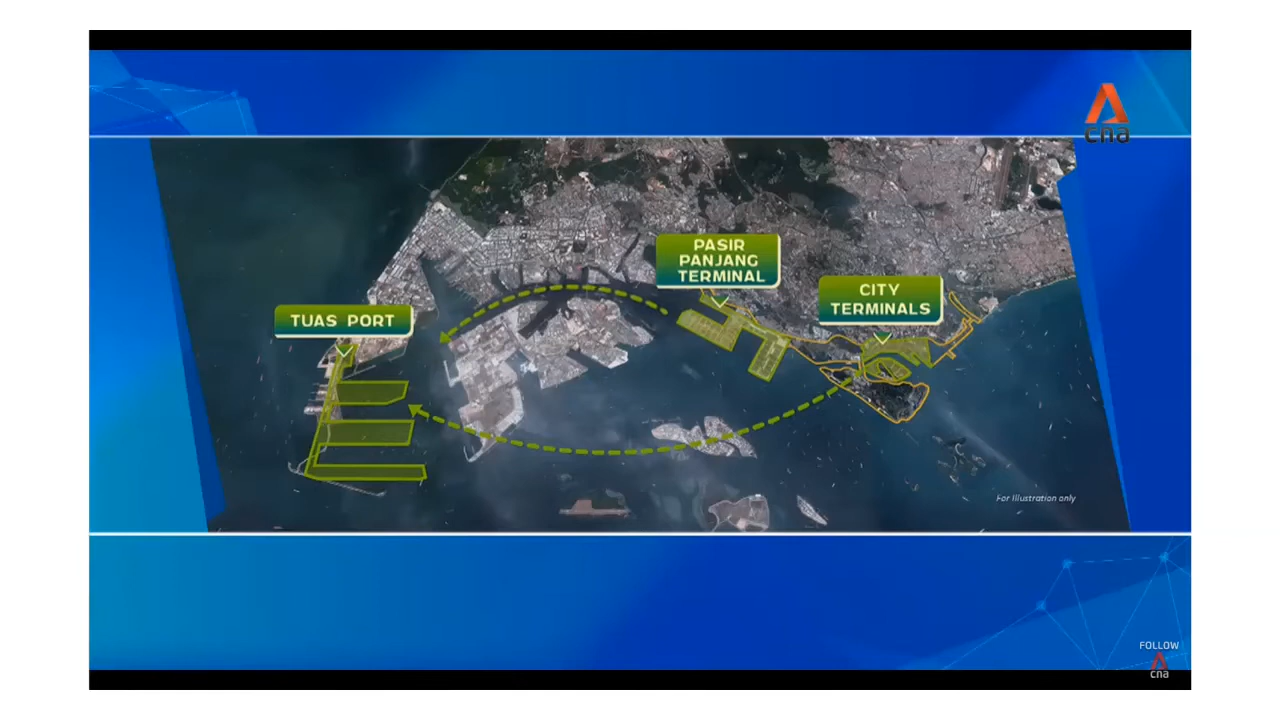 cna
PASIR
PANJANG
TERMINAL
CITY
TERMINALS
TUAS PORT
For Illustration only
FOLLOW
cna